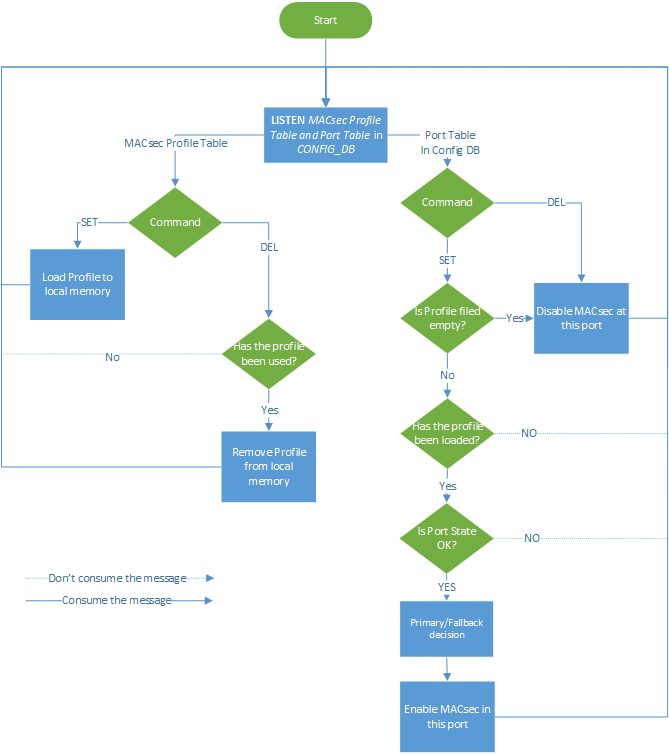 Start
LISTEN MACsec Profile
Table and Port Table in
CONFIG_DB
MACsec Profile Table
Port Table
In Config DB
Command
Command
SET
DEL
DEL
SET
Load Profile to
local memory
Is Profile filed
empty?
Yes
Disable MACsec at
this port
Has the profile
been used?
No
No
Yes
Has the profile
been loaded?
NO
Remove Profile
from local
memory
Yes
Is Port State
OK?
NO
Don't consume the message
Consume the message
YES
Primary/Fallback
decision
Enable MACsec in
this port